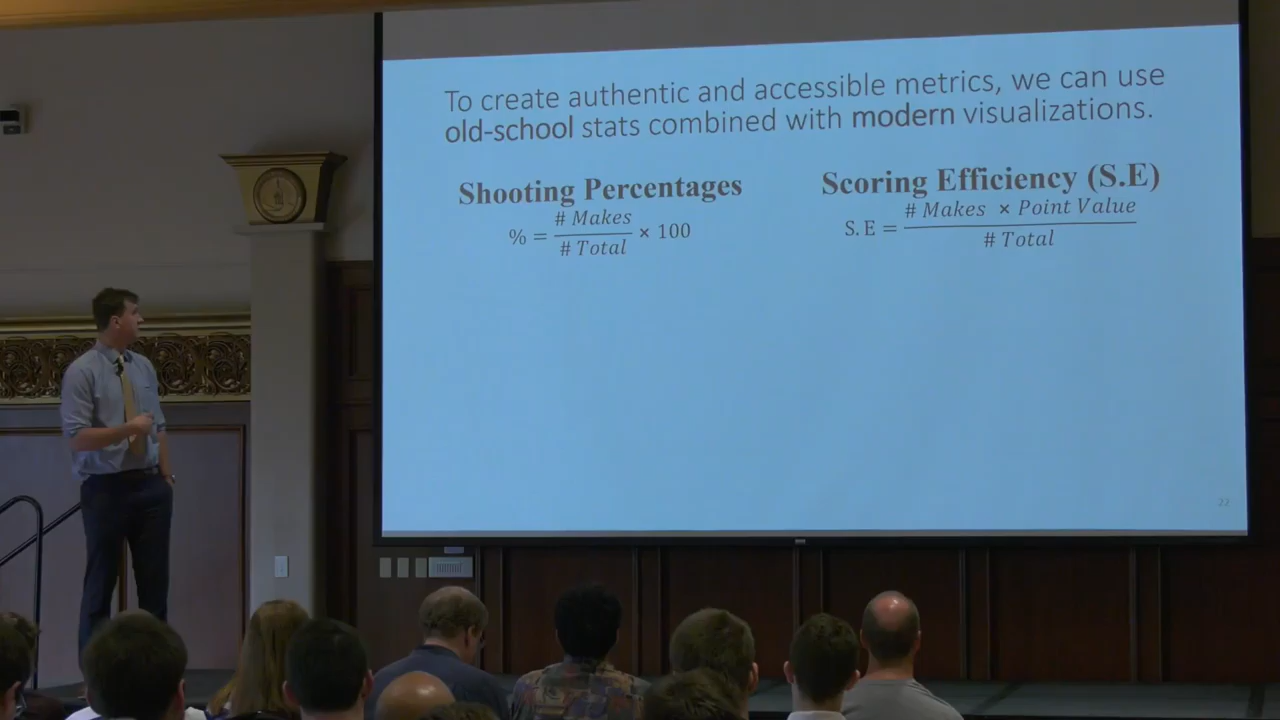 To create authentic and accessible metrics, we can use
old-school stats combined with modern visualizations.
Shooting Percentages
% = # Makes / # Total × 100
Scoring Efficiency (S.E)
S. E = # Makes × Point Value / # Total